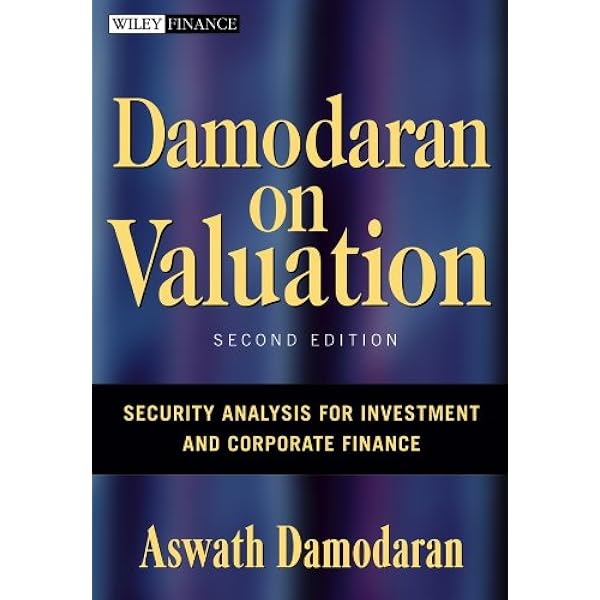 WILEY FINANCE
Damodaran
on
Valuation
SECOND EDITION
SECURITY ANALYSIS FOR INVESTMENT
AND CORPORATE FINANCE
Aswath Damodaran